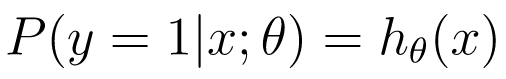 P(y = 1|x; θ) = h_θ(x)